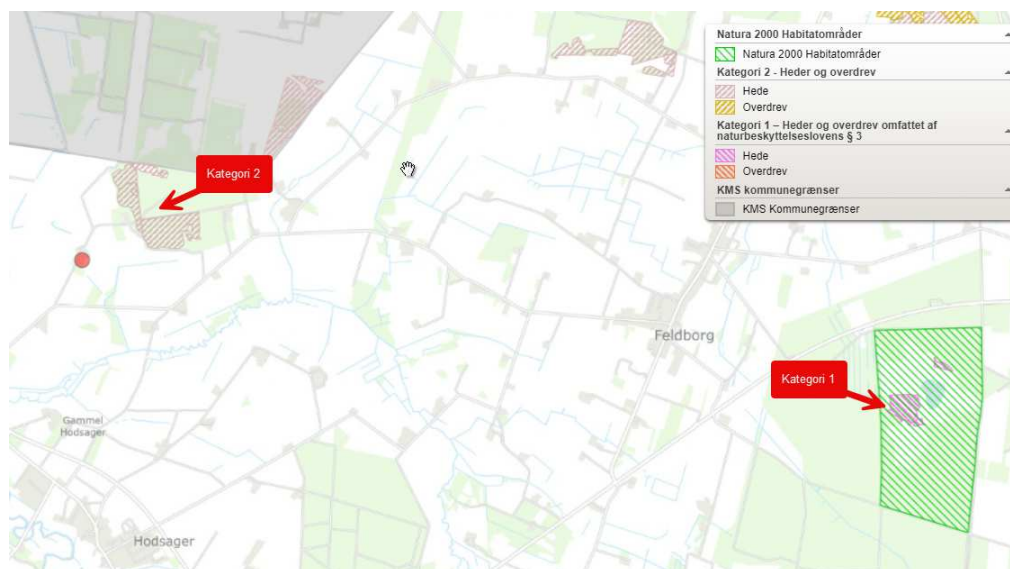 Natura 2000 Habitatområder
Natura 2000 Habitatområder
Kategori 2 - Heder og overdrev
Hede
Overdrev
Kategori 1 – Heder og overdrev omfattet af
naturbeskyttelseslovens § 3
Hede
Overdrev
KMS kommunegrænser
KMS Kommunegrænser
Kategori 2
Feldborg
Kategori 1
Gammel
Hodsager
Hodsager